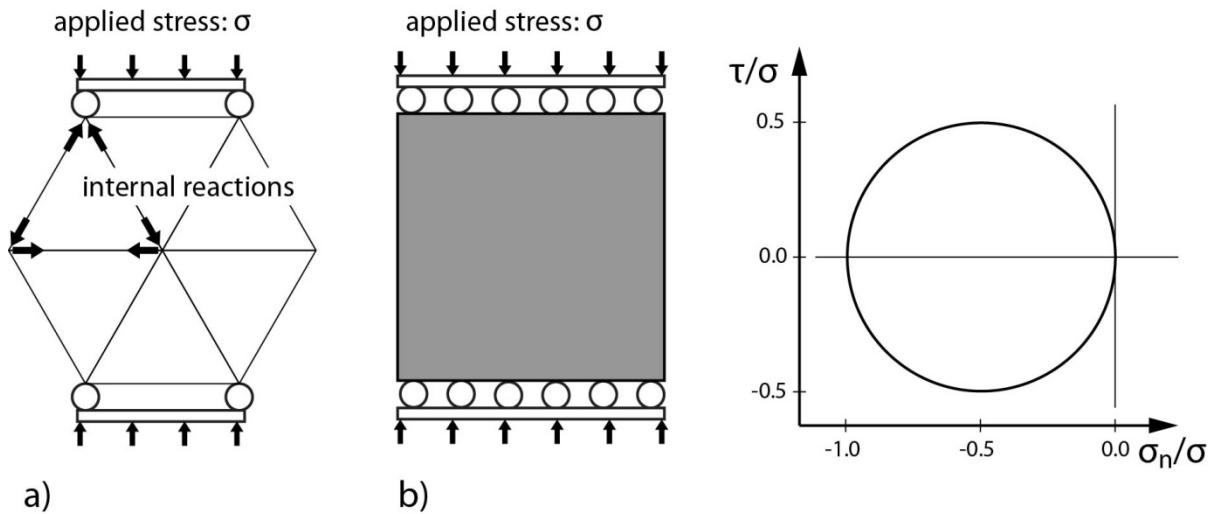 applied stress: σ
internal reactions
a)
applied stress: σ
b)
τ/σ
0.5
0.0
-0.5
-1.0
-0.5
0.0
σn/σ